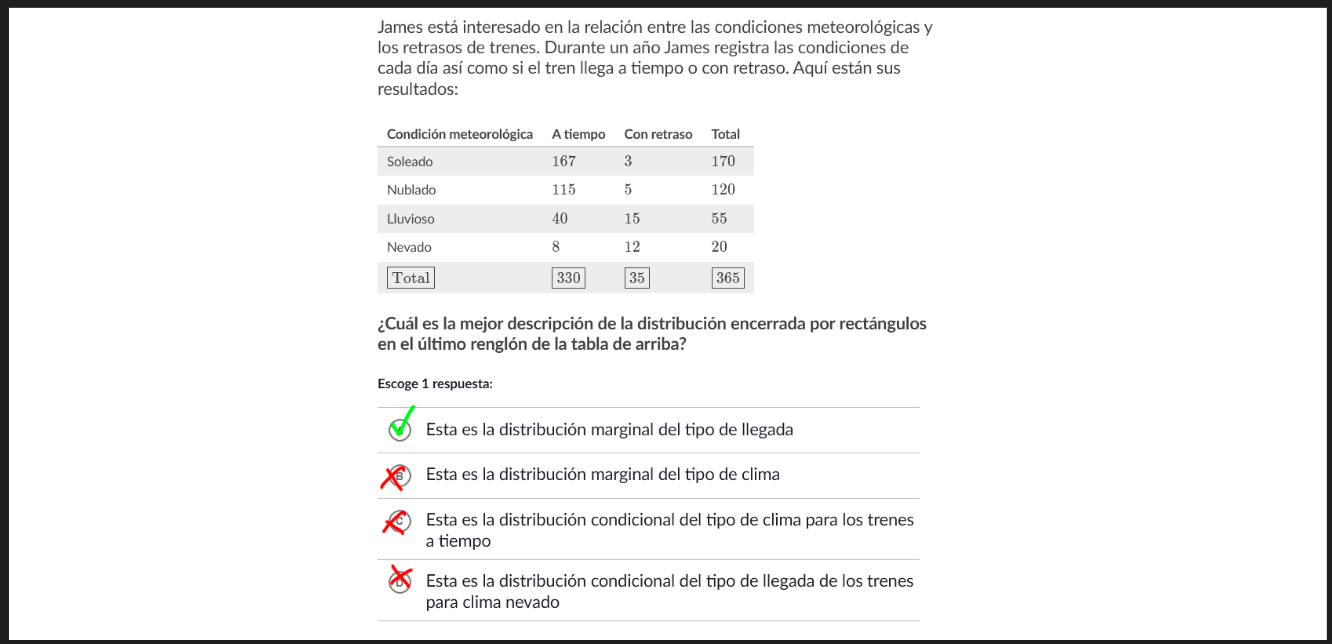 James está interesado en la relación entre las condiciones meteorológicas y
los retrasos de trenes. Durante un año James registra las condiciones de
cada día así como si el tren llega a tiempo o con retraso. Aquí están sus
resultados:
Condición meteorológica A tiempo Con retraso Total
Soleado 167 3 170
Nublado 115 5 120
Lluvioso 40 15 55
Nevado 8 12 20
Total 330 35 365
¿Cuál es la mejor descripción de la distribución encerrada por rectángulos
en el último renglón de la tabla de arriba?
Escoge 1 respuesta:
Esta es la distribución marginal del tipo de llegada
B Esta es la distribución marginal del tipo de clima
C Esta es la distribución condicional del tipo de clima para los trenes
a tiempo
D Esta es la distribución condicional del tipo de llegada de los trenes
para clima nevado